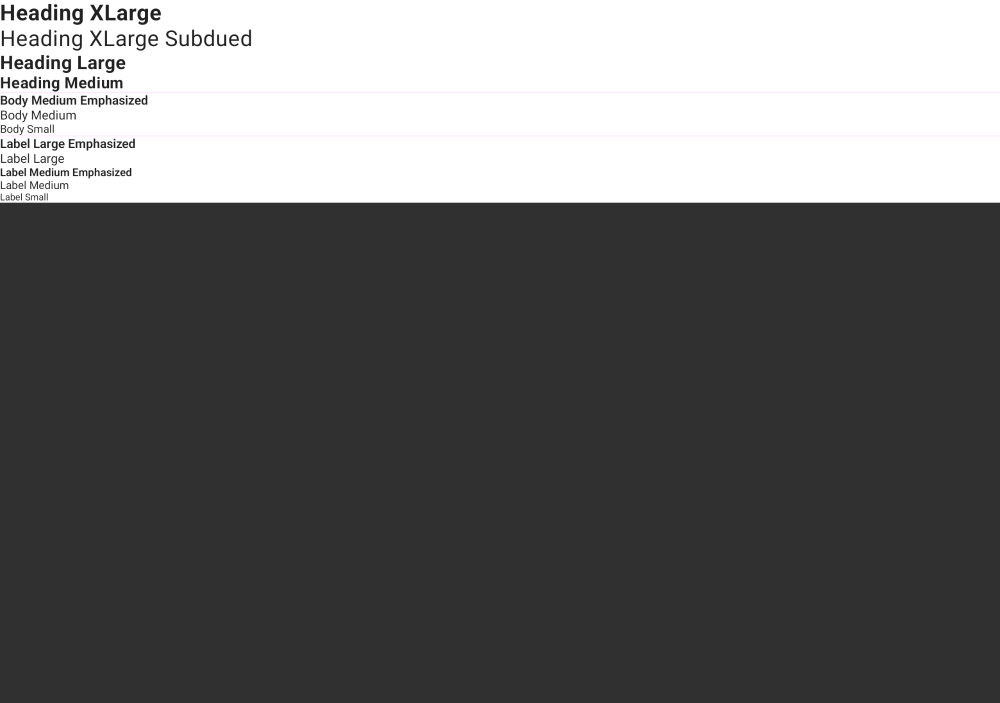 Heading XLarge
Heading XLarge Subdued
Heading Large
Heading Medium
Body Medium Emphasized
Body Medium
Body Small
Label Large Emphasized
Label Large
Label Medium Emphasized
Label Medium
Label Small